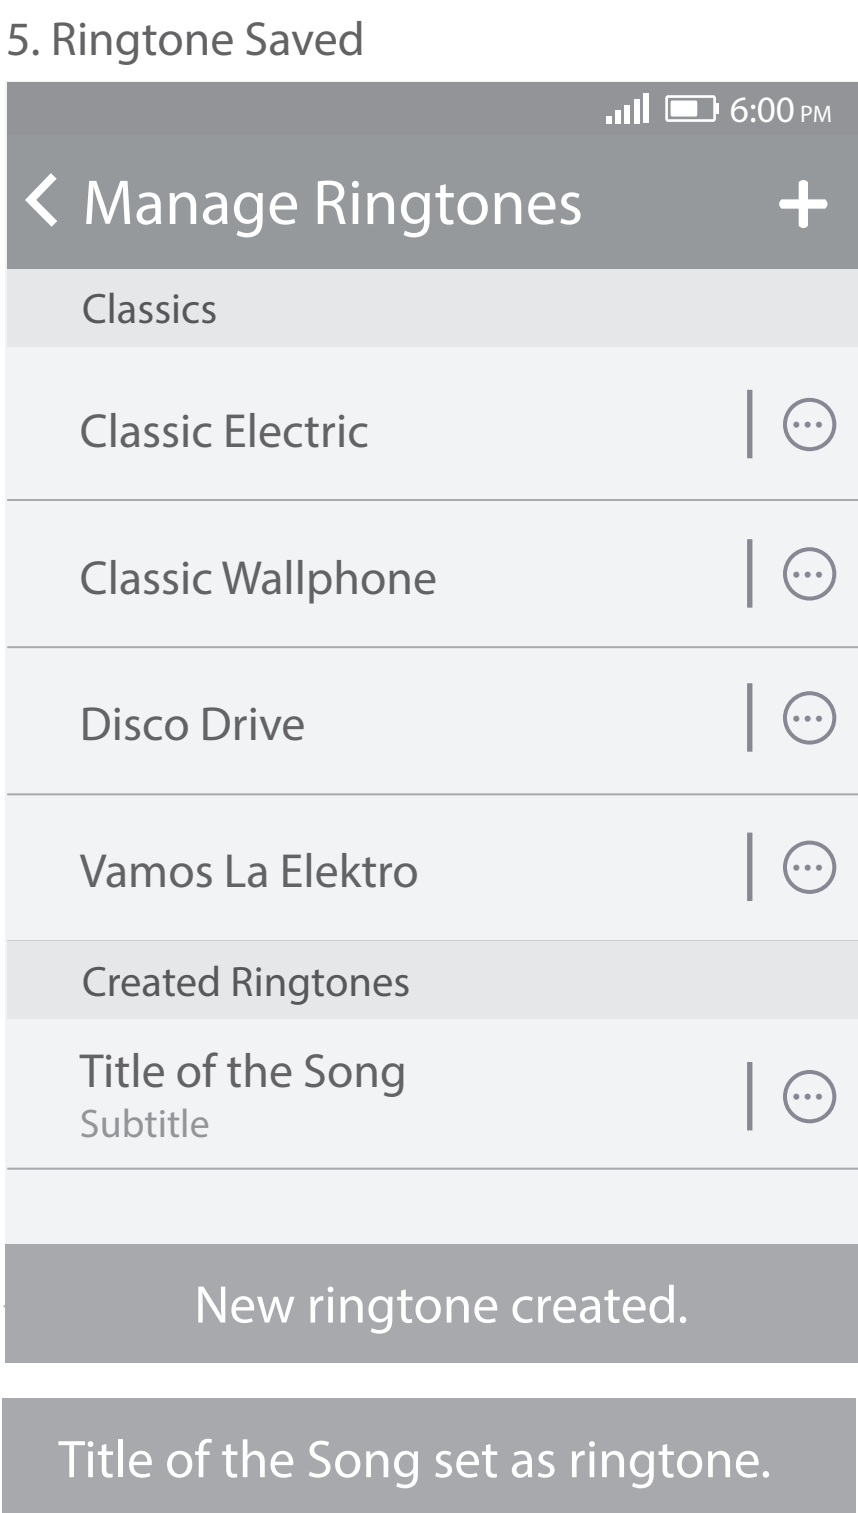 5. Ringtone Saved
6:00 PM
Manage Ringtones
Classics
Classic Electric
Classic Wallphone
Disco Drive
Vamos La Elektro
Created Ringtones
Title of the Song
Subtitle
New ringtone created.
Title of the Song set as ringtone.